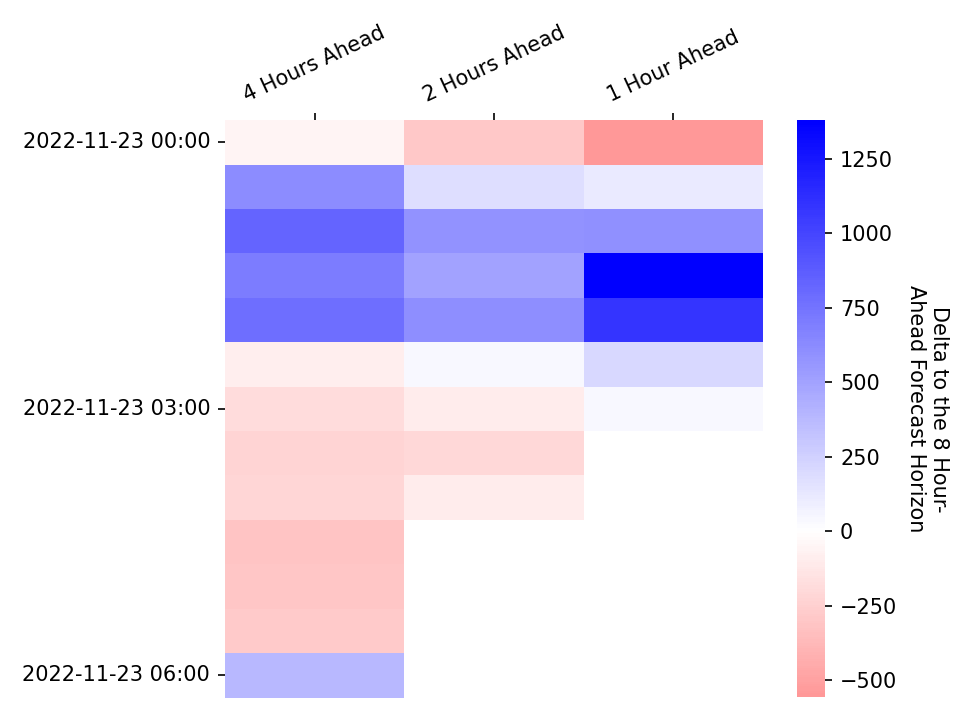 4 Hours Ahead
2 Hours Ahead
1 Hour Ahead
2022-11-23 00:00
2022-11-23 03:00
2022-11-23 06:00
1250
1000
750
500
250
0
−250
−500
Delta to the 8 Hour-
Ahead Forecast Horizon